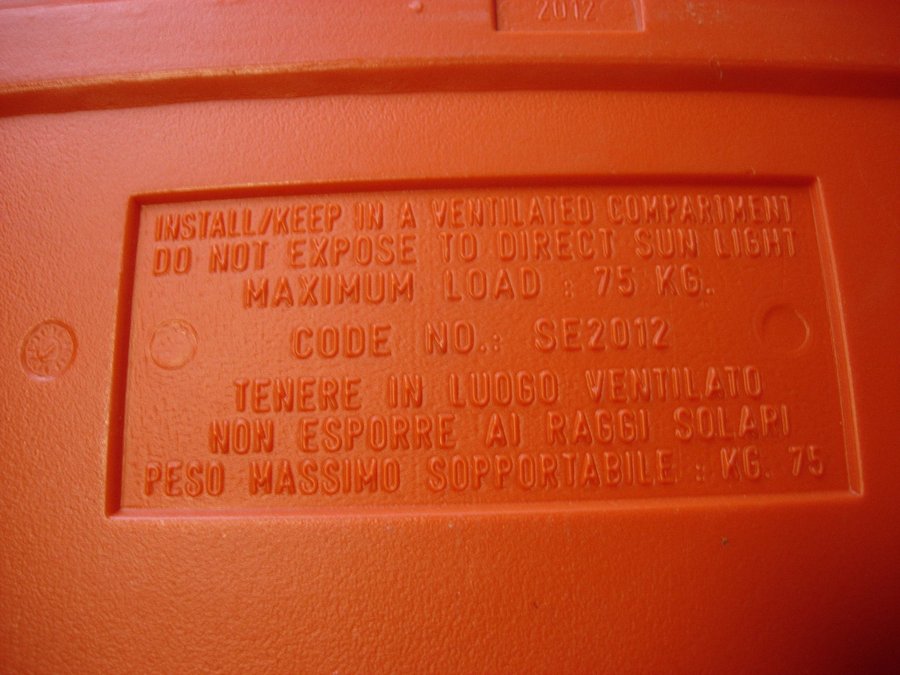 2012
INSTALL/KEEP IN A VENTILATED COMPARTMENT
DO NOT EXPOSE TO DIRECT SUN LIGHT
MAXIMUM LOAD : 75 KG.
CODE NO.: SE2012
TENERE IN LUOGO VENTILATO
NON ESPORRE AI RAGGI SOLARI
PESO MASSIMO SOPPORTABILE : KG. 75